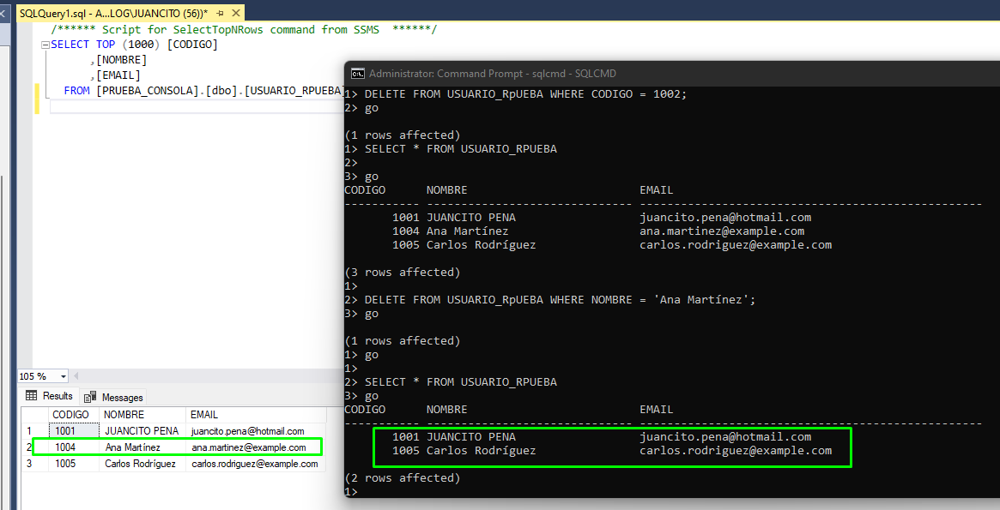 SQLQuery1.sql - A...LOG\JUANCITO (56))*
/****** Script for SelectTopNRows command from SSMS ******/
SELECT TOP (1000) [CODIGO]
,[NOMBRE]
,[EMAIL]
FROM [PRUEBA_CONSOLA].[dbo].[USUARIO_RPUEBA]
105 %
Results Messages
CODIGO NOMBRE EMAIL
1 1001 JUANCITO PENA juancito.pena@hotmail.com
2 1004 Ana Martínez ana.martinez@example.com
3 1005 Carlos Rodríguez carlos.rodriguez@example.com
Administrator: Command Prompt - sqlcmd - SQLCMD
1> DELETE FROM USUARIO_RpUEBA WHERE CODIGO = 1002;
2> go
(1 rows affected)
1> SELECT * FROM USUARIO_RPUEBA
2>
3> go
CODIGO NOMBRE EMAIL
----------- ------------------------------ --------------------------------------------------
1001 JUANCITO PENA juancito.pena@hotmail.com
1004 Ana Martínez ana.martinez@example.com
1005 Carlos Rodríguez carlos.rodriguez@example.com
(3 rows affected)
1>
2> DELETE FROM USUARIO_RpUEBA WHERE NOMBRE = 'Ana Martínez';
3> go
(1 rows affected)
1> go
1>
2> SELECT * FROM USUARIO_RPUEBA
3> go
CODIGO NOMBRE EMAIL
----------- ------------------------------ --------------------------------------------------
1001 JUANCITO PENA juancito.pena@hotmail.com
1005 Carlos Rodríguez carlos.rodriguez@example.com
(2 rows affected)
1>